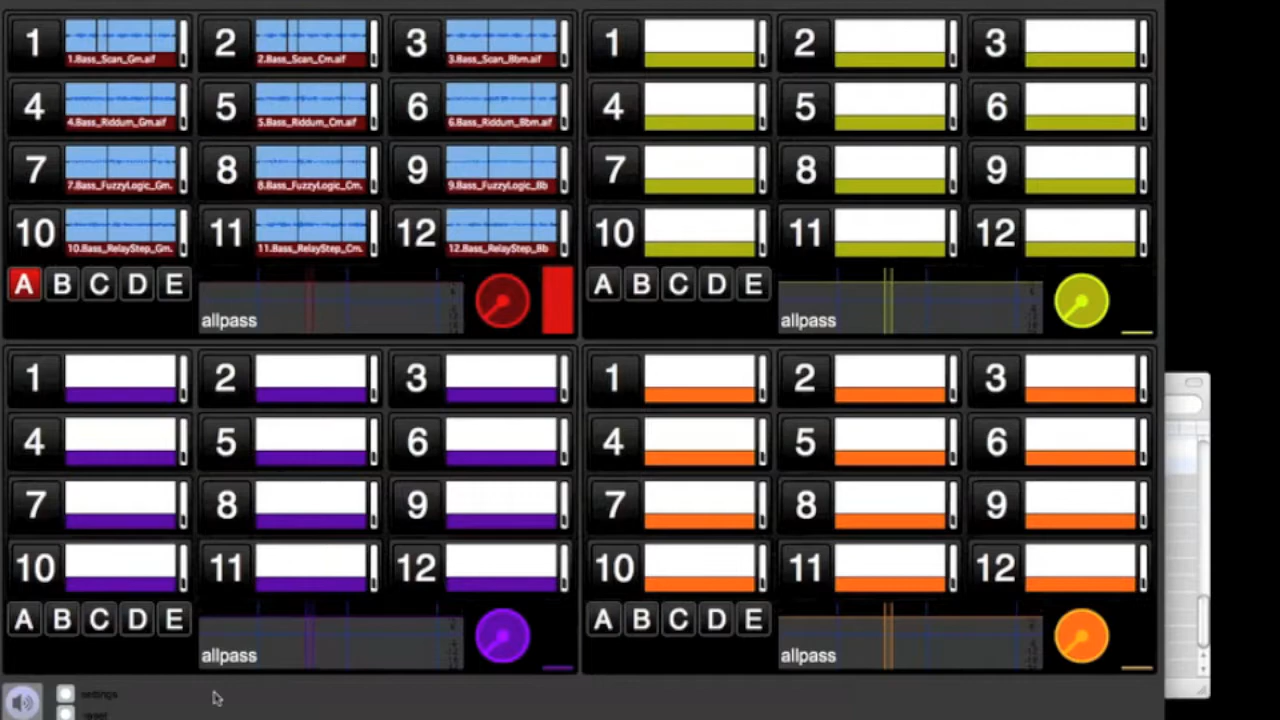 1 1.Bass_Scan_Gm.aif 2 2.Bass_Scan_Cm.aif 3 3.Bass_Scan_Bbm.aif
4 4.Bass_Riddum_Gm.aif 5 5.Bass_Riddum_Cm.aif 6 6.Bass_Riddum_Bbm.aif
7 7.Bass_FuzzyLogic_Gm. 8 8.Bass_FuzzyLogic_Cm. 9 9.Bass_FuzzyLogic_Bb
10 10.Bass_RelayStep_Gm. 11 11.Bass_RelayStep_Cm. 12 12.Bass_RelayStep_Bb
A B C D E
allpass
1 2 3
4 5 6
7 8 9
10 11 12
A B C D E
allpass
1 2 3
4 5 6
7 8 9
10 11 12
A B C D E
allpass
1 2 3
4 5 6
7 8 9
10 11 12
A B C D E
allpass
settings
reset